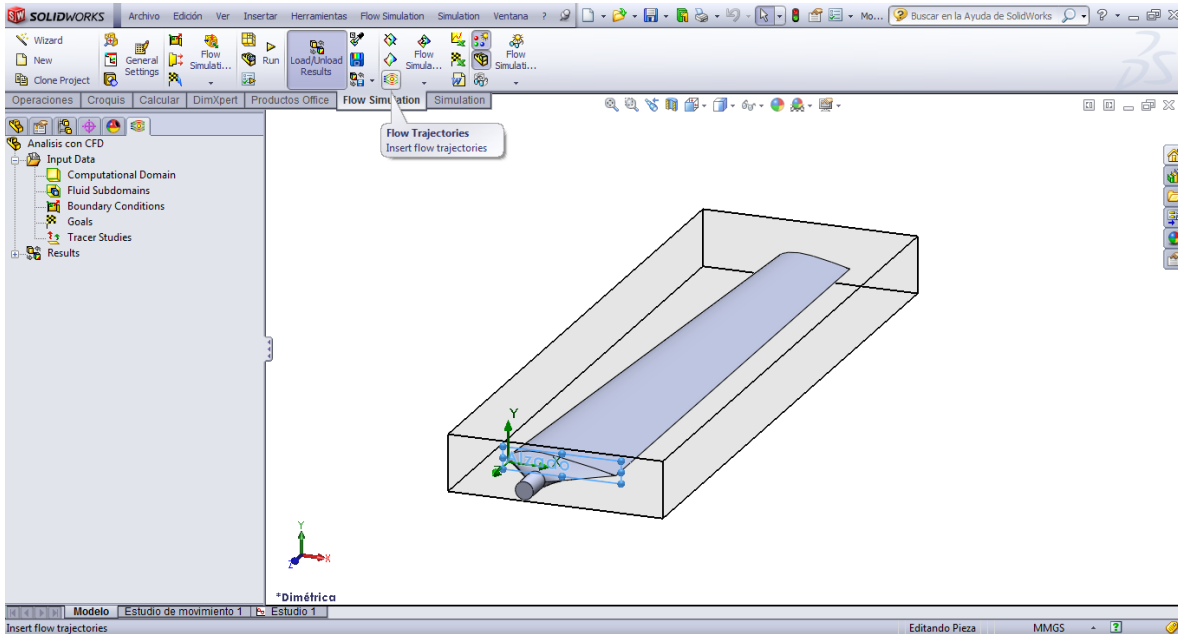 SOLIDWORKS Archivo Edición Ver Insertar Herramientas Flow Simulation Simulation Ventana ? Mo... Buscar en la Ayuda de SolidWorks ?
Wizard
New
Clone Project
General Settings
Flow Simulati...
Run
Load/Unload Results
Flow Simula...
Flow Simulati...
Operaciones Croquis Calcular DimXpert Productos Office Flow Simulation Simulation
Flow Trajectories
Insert flow trajectories
Analisis con CFD
Input Data
Computational Domain
Fluid Subdomains
Boundary Conditions
Goals
Tracer Studies
Results
Y
Alzado
X
Z
Y
X
Z
*Dimétrica
Modelo Estudio de movimiento 1 Estudio 1
Insert flow trajectories Editando Pieza MMGS ?